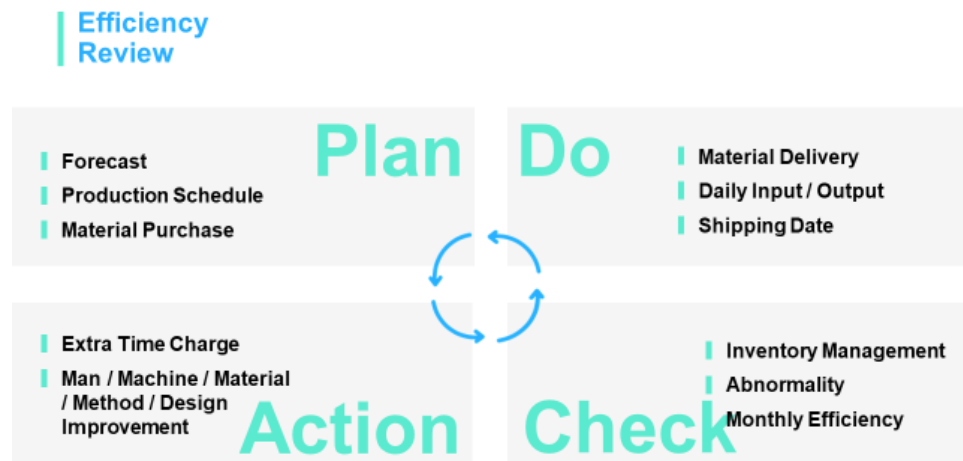 Efficiency
Review
Plan
Forecast
Production Schedule
Material Purchase
Do
Material Delivery
Daily Input / Output
Shipping Date
Extra Time Charge
Man / Machine / Material
/ Method / Design
Improvement
Action
Inventory Management
Abnormality
Monthly Efficiency
Check